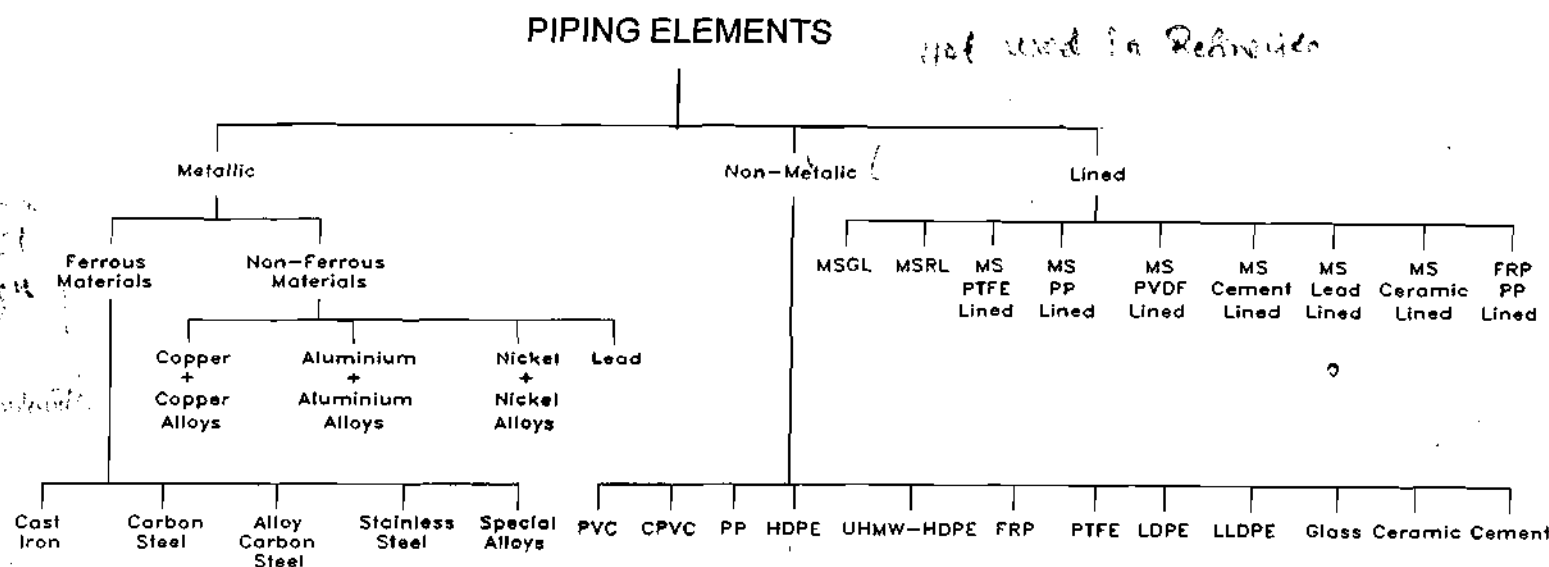 PIPING ELEMENTS
used in
Metallic
Non-Metalic
Lined
Ferrous
Materials
Non-Ferrous
Materials
MSGL
MSRL
MS
PTFE
Lined
MS
PP
Lined
MS
PVDF
Lined
MS
Cement
Lined
MS
Lead
Lined
MS
Ceramic
Lined
FRP
PP
Lined
Copper
+
Copper
Alloys
Aluminium
+
Aluminium
Alloys
Nickel
+
Nickel
Alloys
Lead
Cast
Iron
Carbon
Steel
Alloy
Carbon
Steel
Stainless
Steel
Special
Alloys
PVC
CPVC
PP
HDPE
UHMW-HDPE
FRP
PTFE
LDPE
LLDPE
Glass
Ceramic
Cement